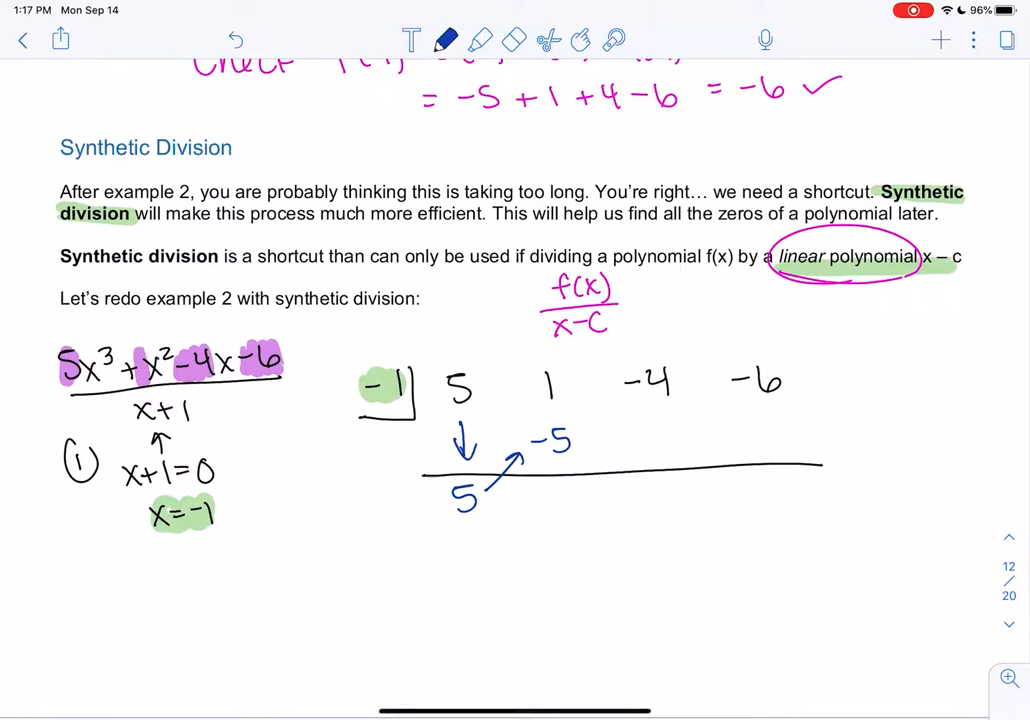 1:17 PM Mon Sep 14
96%
= -5 + 1 + 4 - 6 = -6 ✓
Synthetic Division
After example 2, you are probably thinking this is taking too long. You're right… we need a shortcut. Synthetic
division will make this process much more efficient. This will help us find all the zeros of a polynomial later.
Synthetic division is a shortcut than can only be used if dividing a polynomial f(x) by a linear polynomial x – c
Let's redo example 2 with synthetic division:
f(x)
x-c
5x³ + x² - 4x - 6
x+1
① x+1=0
x=-1
-1 5 1 -4 -6
-5
5
12
/
20